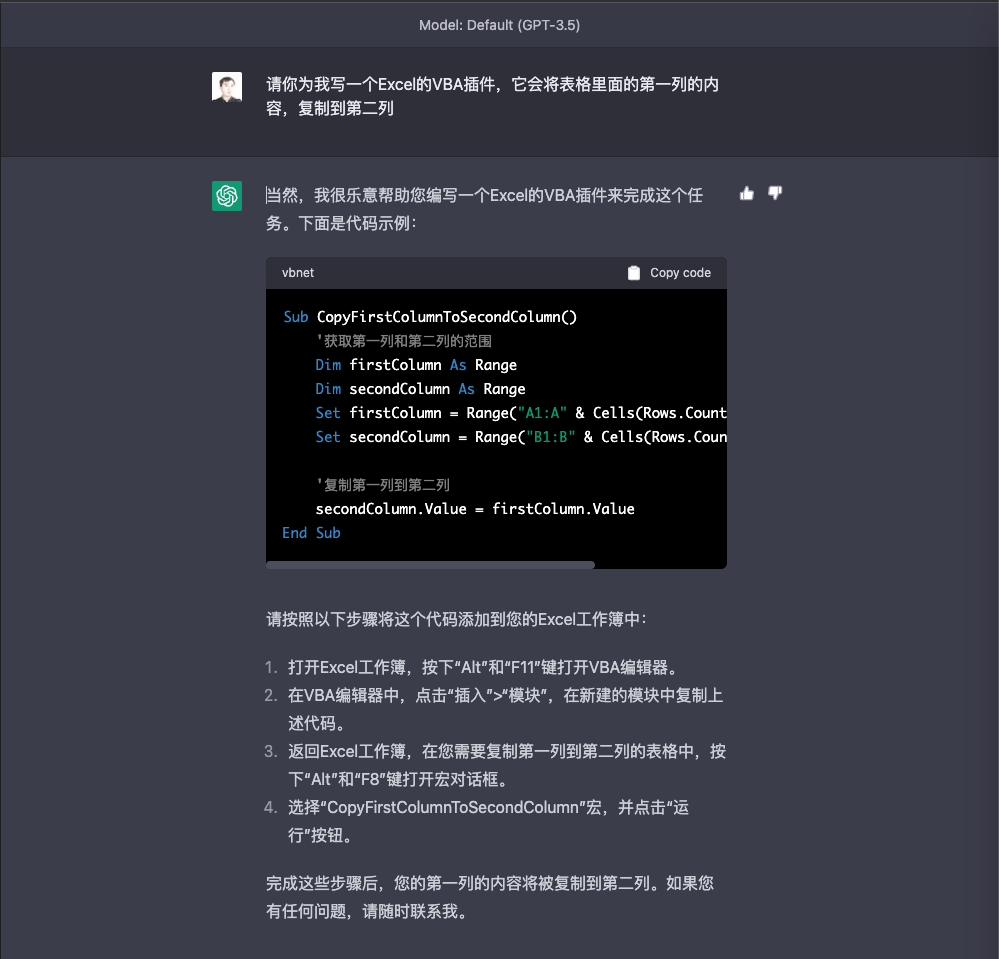 Model: Default (GPT-3.5)
请你为我写一个Excel的VBA插件，它会将表格里面的第一列的内
容，复制到第二列
当然，我很乐意帮助您编写一个Excel的VBA插件来完成这个任
务。下面是代码示例：
vbnet Copy code
Sub CopyFirstColumnToSecondColumn()
'获取第一列和第二列的范围
Dim firstColumn As Range
Dim secondColumn As Range
Set firstColumn = Range("A1:A" & Cells(Rows.Count
Set secondColumn = Range("B1:B" & Cells(Rows.Coun
'复制第一列到第二列
secondColumn.Value = firstColumn.Value
End Sub
请按照以下步骤将这个代码添加到您的Excel工作簿中：
1. 打开Excel工作簿，按下“Alt”和“F11”键打开VBA编辑器。
2. 在VBA编辑器中，点击“插入”>“模块”，在新建的模块中复制上
述代码。
3. 返回Excel工作簿，在您需要复制第一列到第二列的表格中，按
下“Alt”和“F8”键打开宏对话框。
4. 选择“CopyFirstColumnToSecondColumn”宏，并点击“运
行”按钮。
完成这些步骤后，您的第一列的内容将被复制到第二列。如果您
有任何问题，请随时联系我。